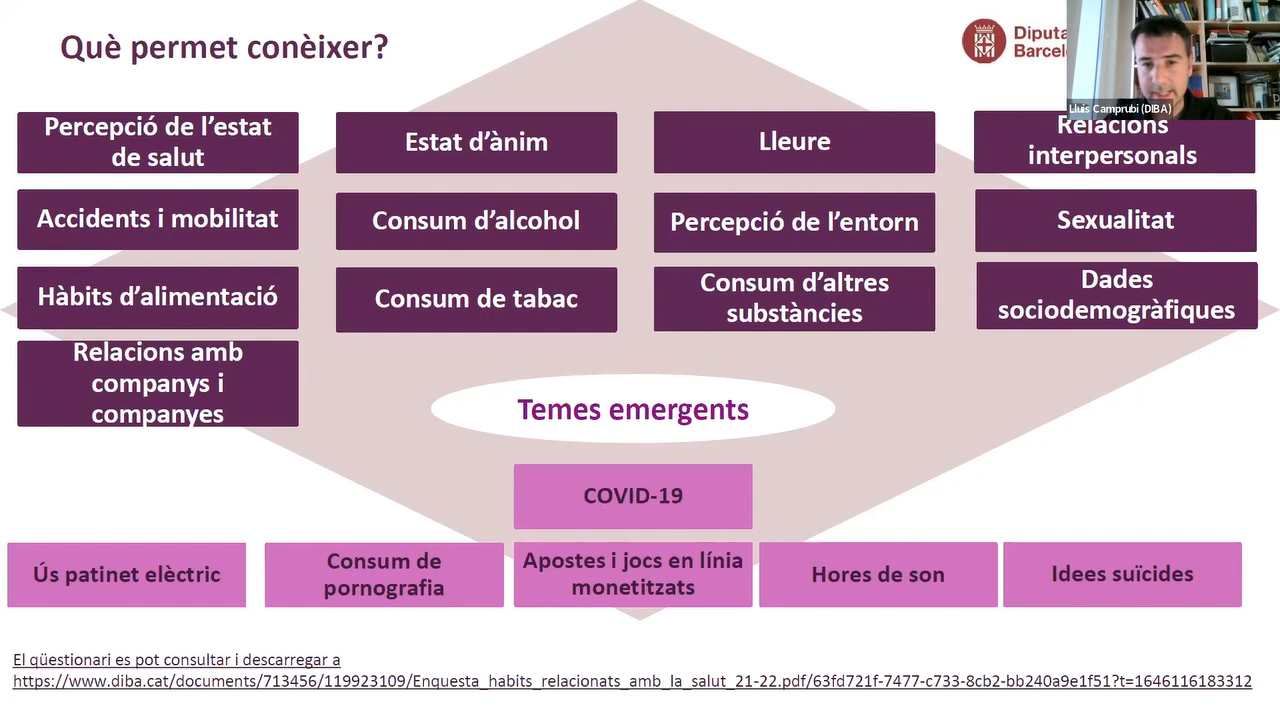 Què permet conèixer?
Diputa
Barcel
Lluís Camprubi (DIBA)
Percepció de l'estat
de salut
Estat d'ànim
Lleure
Relacions
interpersonals
Accidents i mobilitat
Consum d'alcohol
Percepció de l'entorn
Sexualitat
Hàbits d'alimentació
Consum de tabac
Consum d'altres
substàncies
Dades
sociodemogràfiques
Relacions amb
companys i
companyes
Temes emergents
COVID-19
Ús patinet elèctric
Consum de
pornografia
Apostes i jocs en línia
monetitzats
Hores de son
Idees suïcides
El qüestionari es pot consultar i descarregar a
https://www.diba.cat/documents/713456/119923109/Enquesta_habits_relacionats_amb_la_salut_21-22.pdf/63fd721f-7477-c733-8cb2-bb240a9e1f51?t=1646116183312